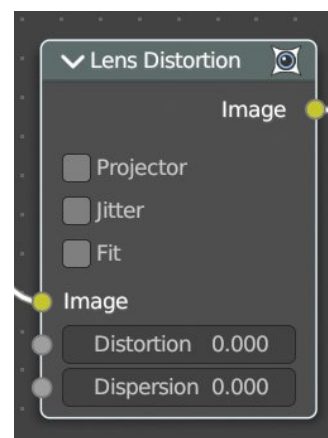 Lens Distortion
Image
Projector
Jitter
Fit
Image
Distortion 0.000
Dispersion 0.000